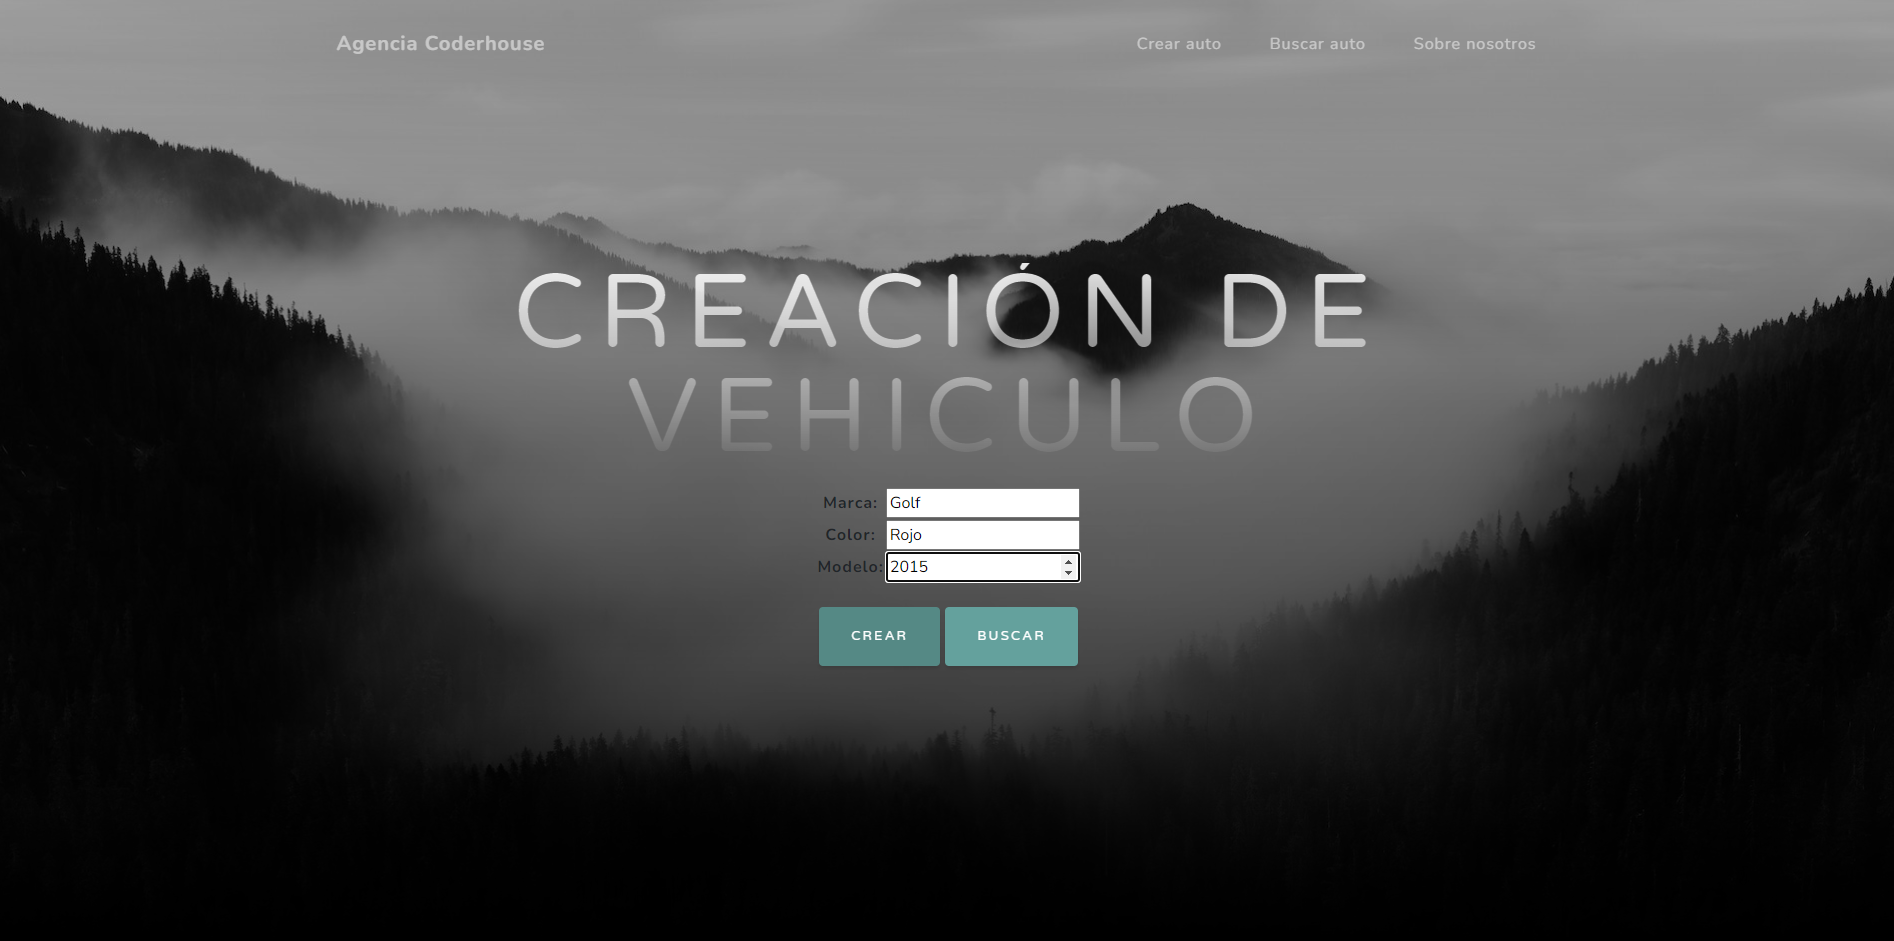 Agencia Coderhouse
Crear auto Buscar auto Sobre nosotros
CREACIÓN DE
VEHICULO
Marca: Golf
Color: Rojo
Modelo: 2015
CREAR BUSCAR